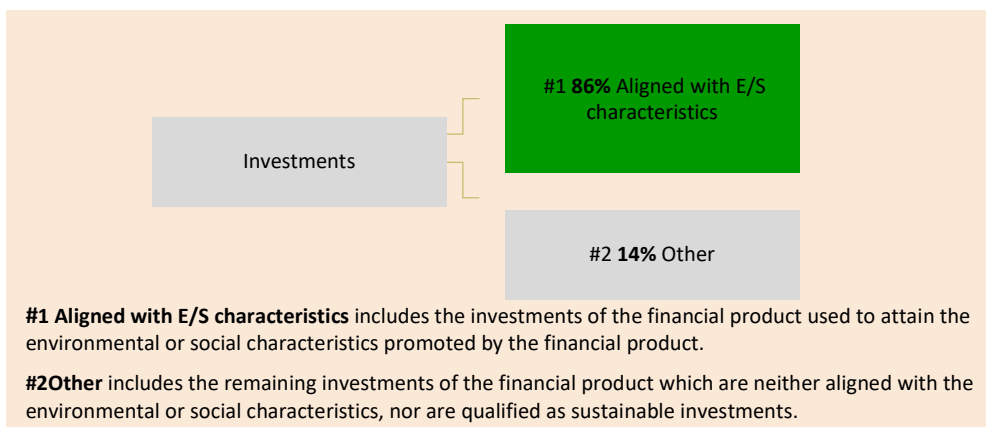 #1 86% Aligned with E/S
characteristics
Investments
#2 14% Other
#1 Aligned with E/S characteristics includes the investments of the financial product used to attain the
environmental or social characteristics promoted by the financial product.
#2Other includes the remaining investments of the financial product which are neither aligned with the
environmental or social characteristics, nor are qualified as sustainable investments.